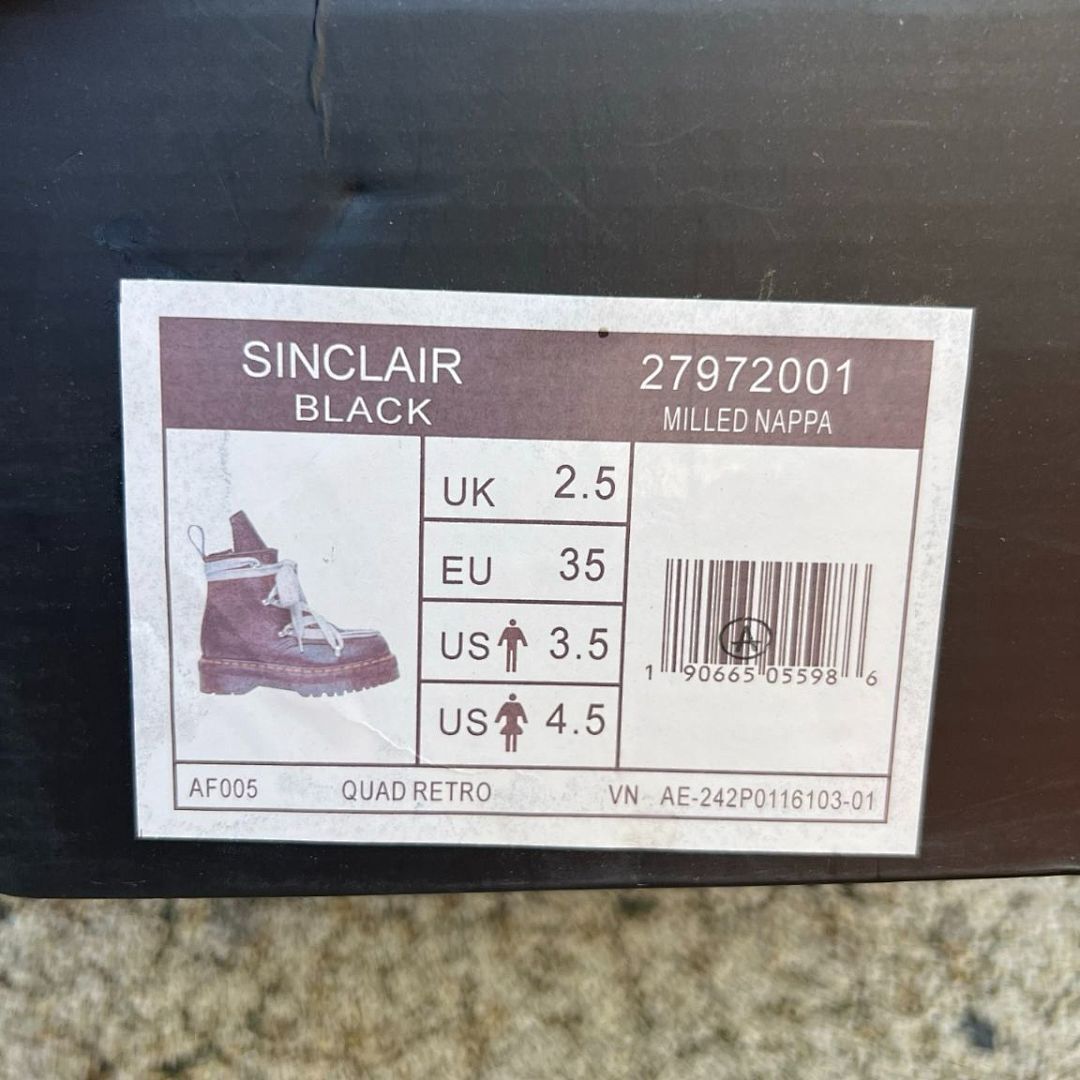 SINCLAIR
BLACK
27972001
MILLED NAPPA
UK 2.5
EU 35
US 3.5
US 4.5
A
1 90665 05598 6
AF005 QUAD RETRO VN AE-242P0116103-01